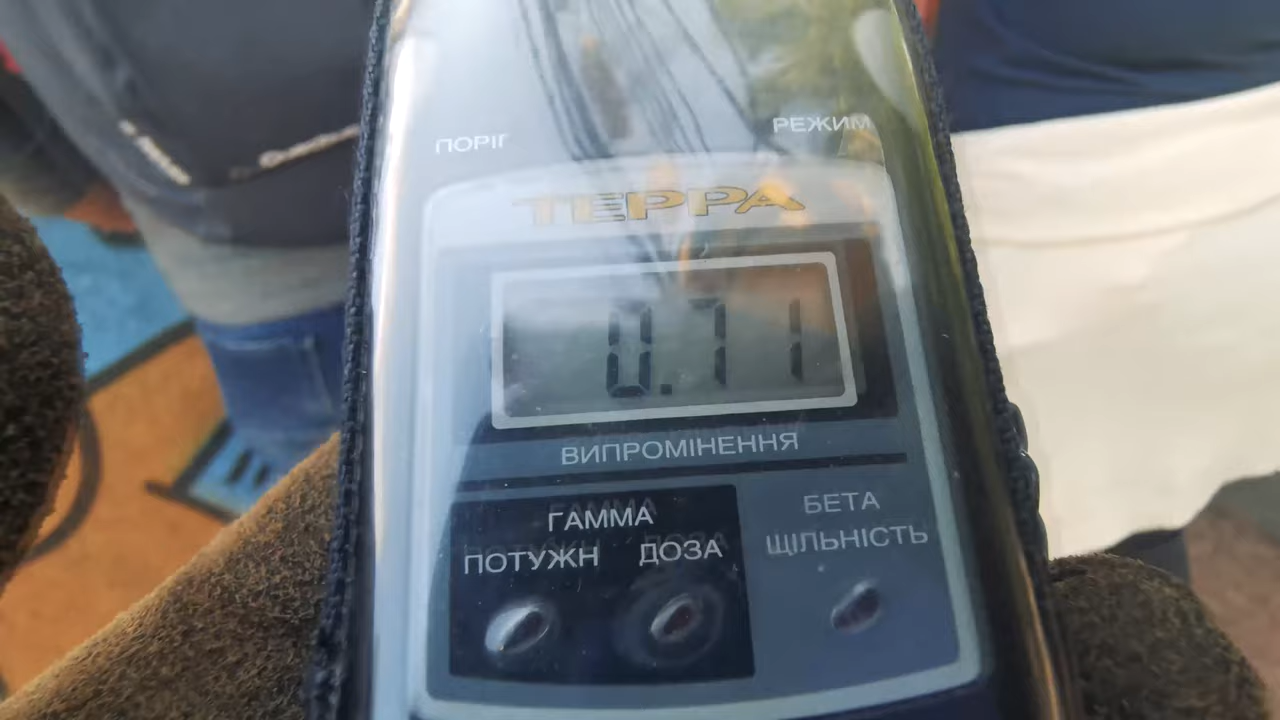 ПОРІГ
РЕЖИМ
ТЕРРА
0.71
ВИПРОМІНЕННЯ
ГАММА
ПОТУЖН ДОЗА
БЕТА
ЩІЛЬНІСТЬ